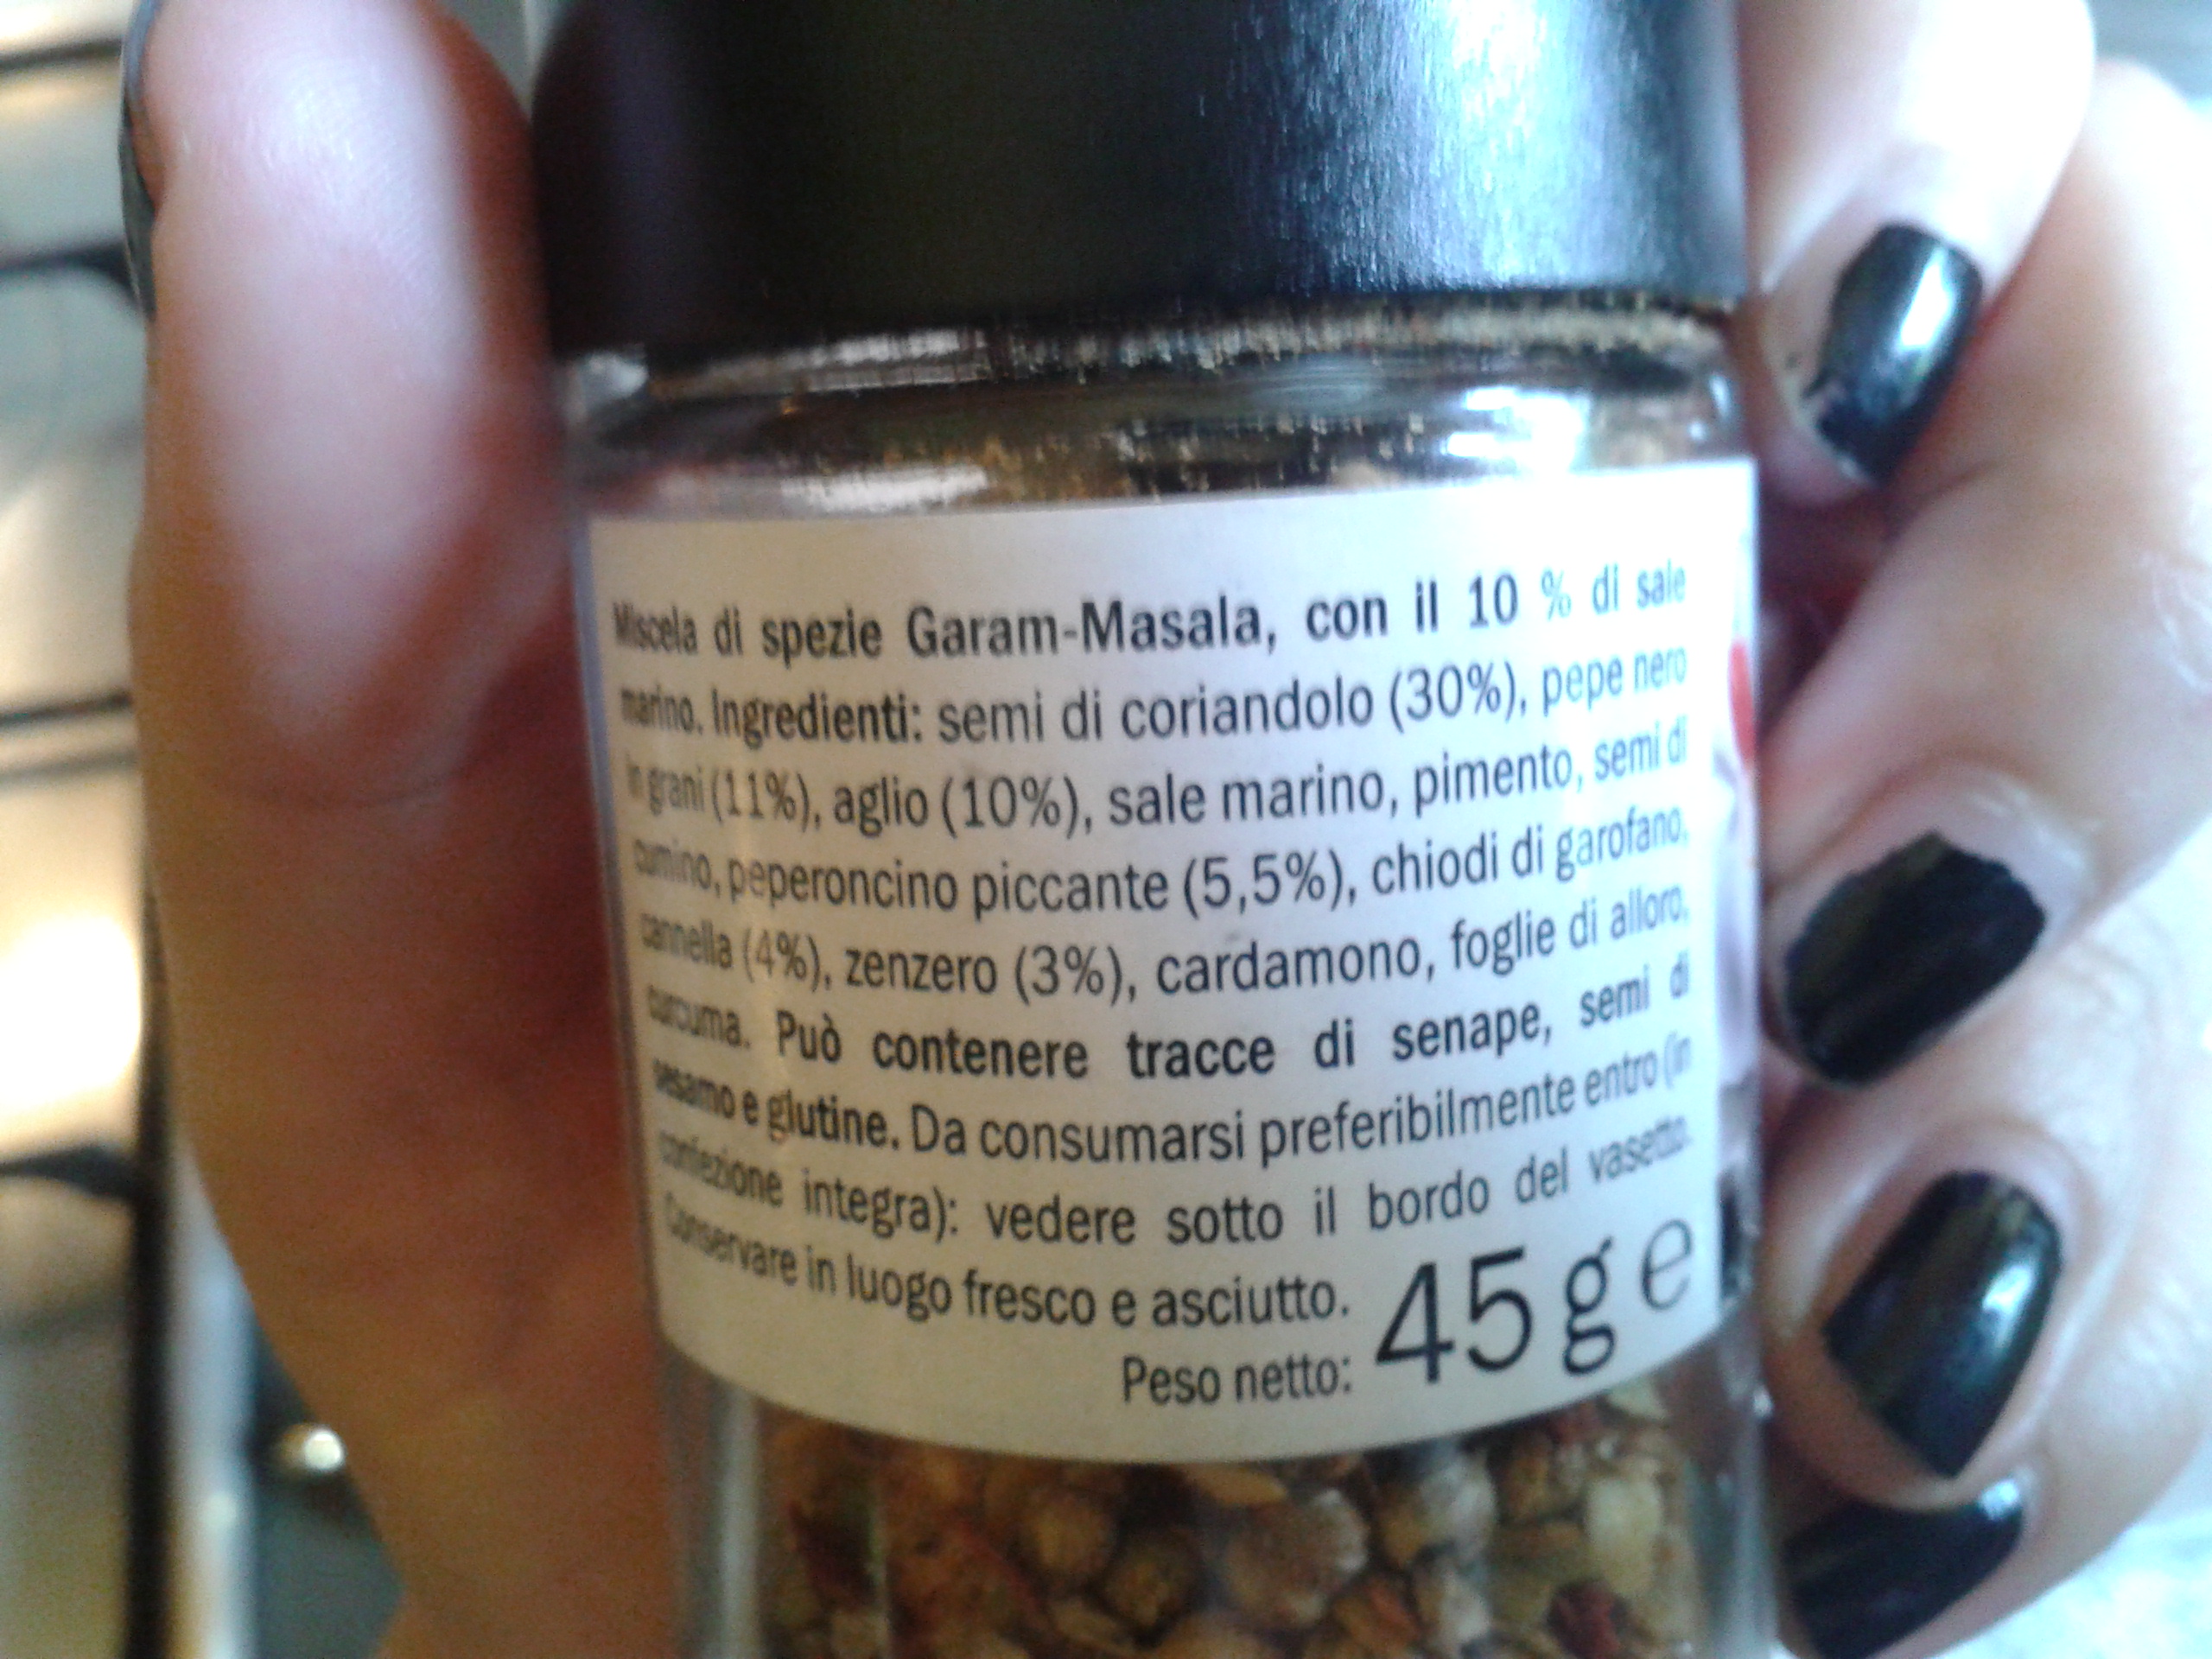 Miscela di spezie Garam-Masala, con il 10 % di sale
marino. Ingredienti: semi di coriandolo (30%), pepe nero
in grani (11%), aglio (10%), sale marino, pimento, semi di
cumino, peperoncino piccante (5,5%), chiodi di garofano,
cannella (4%), zenzero (3%), cardamono, foglie di alloro,
curcuma. Può contenere tracce di senape, semi di
sesamo e glutine. Da consumarsi preferibilmente entro (in
confezione integra): vedere sotto il bordo del vasetto.
Conservare in luogo fresco e asciutto.
Peso netto: 45 g e